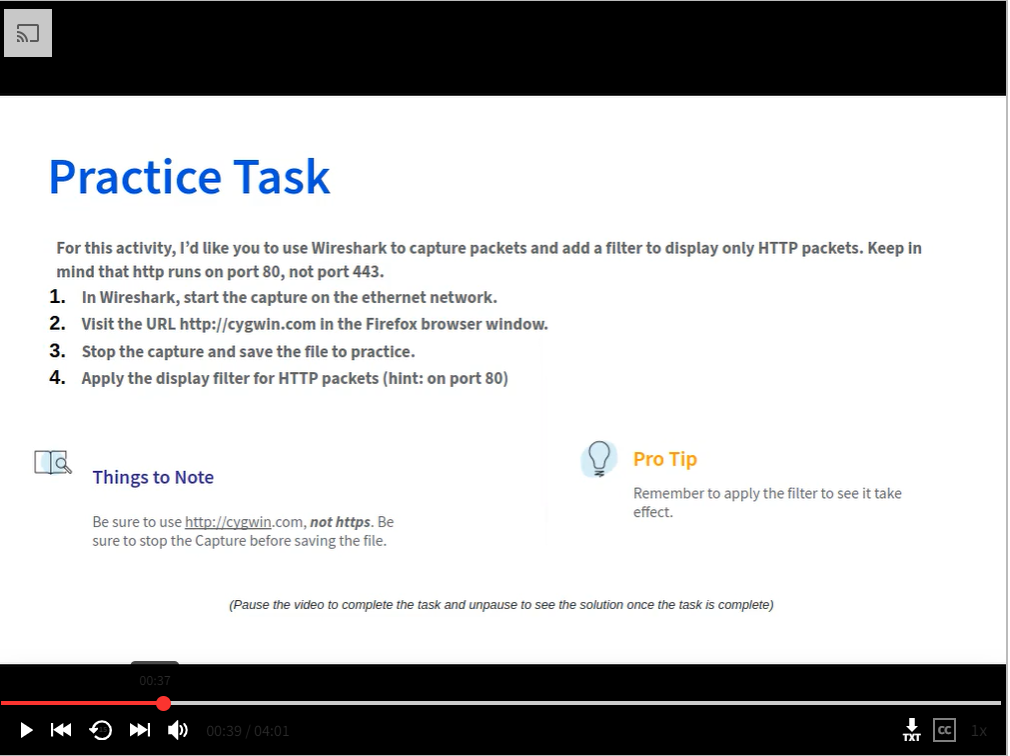 Practice Task
For this activity, I’d like you to use Wireshark to capture packets and add a filter to display only HTTP packets. Keep in
mind that http runs on port 80, not port 443.
1. In Wireshark, start the capture on the ethernet network.
2. Visit the URL http://cygwin.com in the Firefox browser window.
3. Stop the capture and save the file to practice.
4. Apply the display filter for HTTP packets (hint: on port 80)
Things to Note
Be sure to use http://cygwin.com, not https. Be
sure to stop the Capture before saving the file.
Pro Tip
Remember to apply the filter to see it take
effect.
(Pause the video to complete the task and unpause to see the solution once the task is complete)
00:37
00:39 / 04:01
TXT
CC
1x